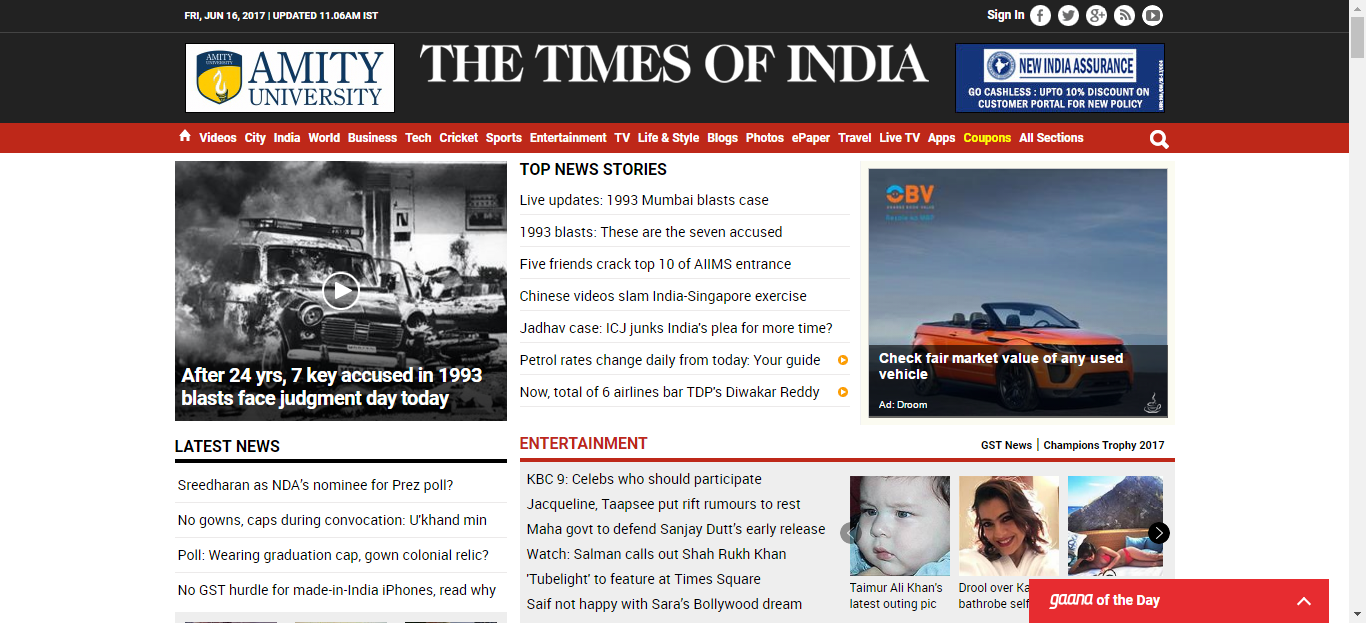 FRI, JUN 16, 2017 | UPDATED 11.06AM IST
Sign In
AMITY
UNIVERSITY
AMITY
UNIVERSITY
THE TIMES OF INDIA
NEW INDIA ASSURANCE
GO CASHLESS : UPTO 10% DISCOUNT ON
CUSTOMER PORTAL FOR NEW POLICY
Videos City India World Business Tech Cricket Sports Entertainment TV Life & Style Blogs Photos ePaper Travel Live TV Apps Coupons All Sections
After 24 yrs, 7 key accused in 1993
blasts face judgment day today
TOP NEWS STORIES
Live updates: 1993 Mumbai blasts case
1993 blasts: These are the seven accused
Five friends crack top 10 of AIIMS entrance
Chinese videos slam India-Singapore exercise
Jadhav case: ICJ junks India's plea for more time?
Petrol rates change daily from today: Your guide
Now, total of 6 airlines bar TDP's Diwakar Reddy
OBV
ORANGE BOOK VALUE
Check fair market value of any used
vehicle
Ad: Droom
LATEST NEWS
Sreedharan as NDA's nominee for Prez poll?
No gowns, caps during convocation: U'khand min
Poll: Wearing graduation cap, gown colonial relic?
No GST hurdle for made-in-India iPhones, read why
ENTERTAINMENT
GST News | Champions Trophy 2017
KBC 9: Celebs who should participate
Jacqueline, Taapsee put rift rumours to rest
Maha govt to defend Sanjay Dutt's early release
Watch: Salman calls out Shah Rukh Khan
'Tubelight' to feature at Times Square
Saif not happy with Sara's Bollywood dream
Taimur Ali Khan's
latest outing pic
Drool over Ka
bathrobe self
gaana of the Day